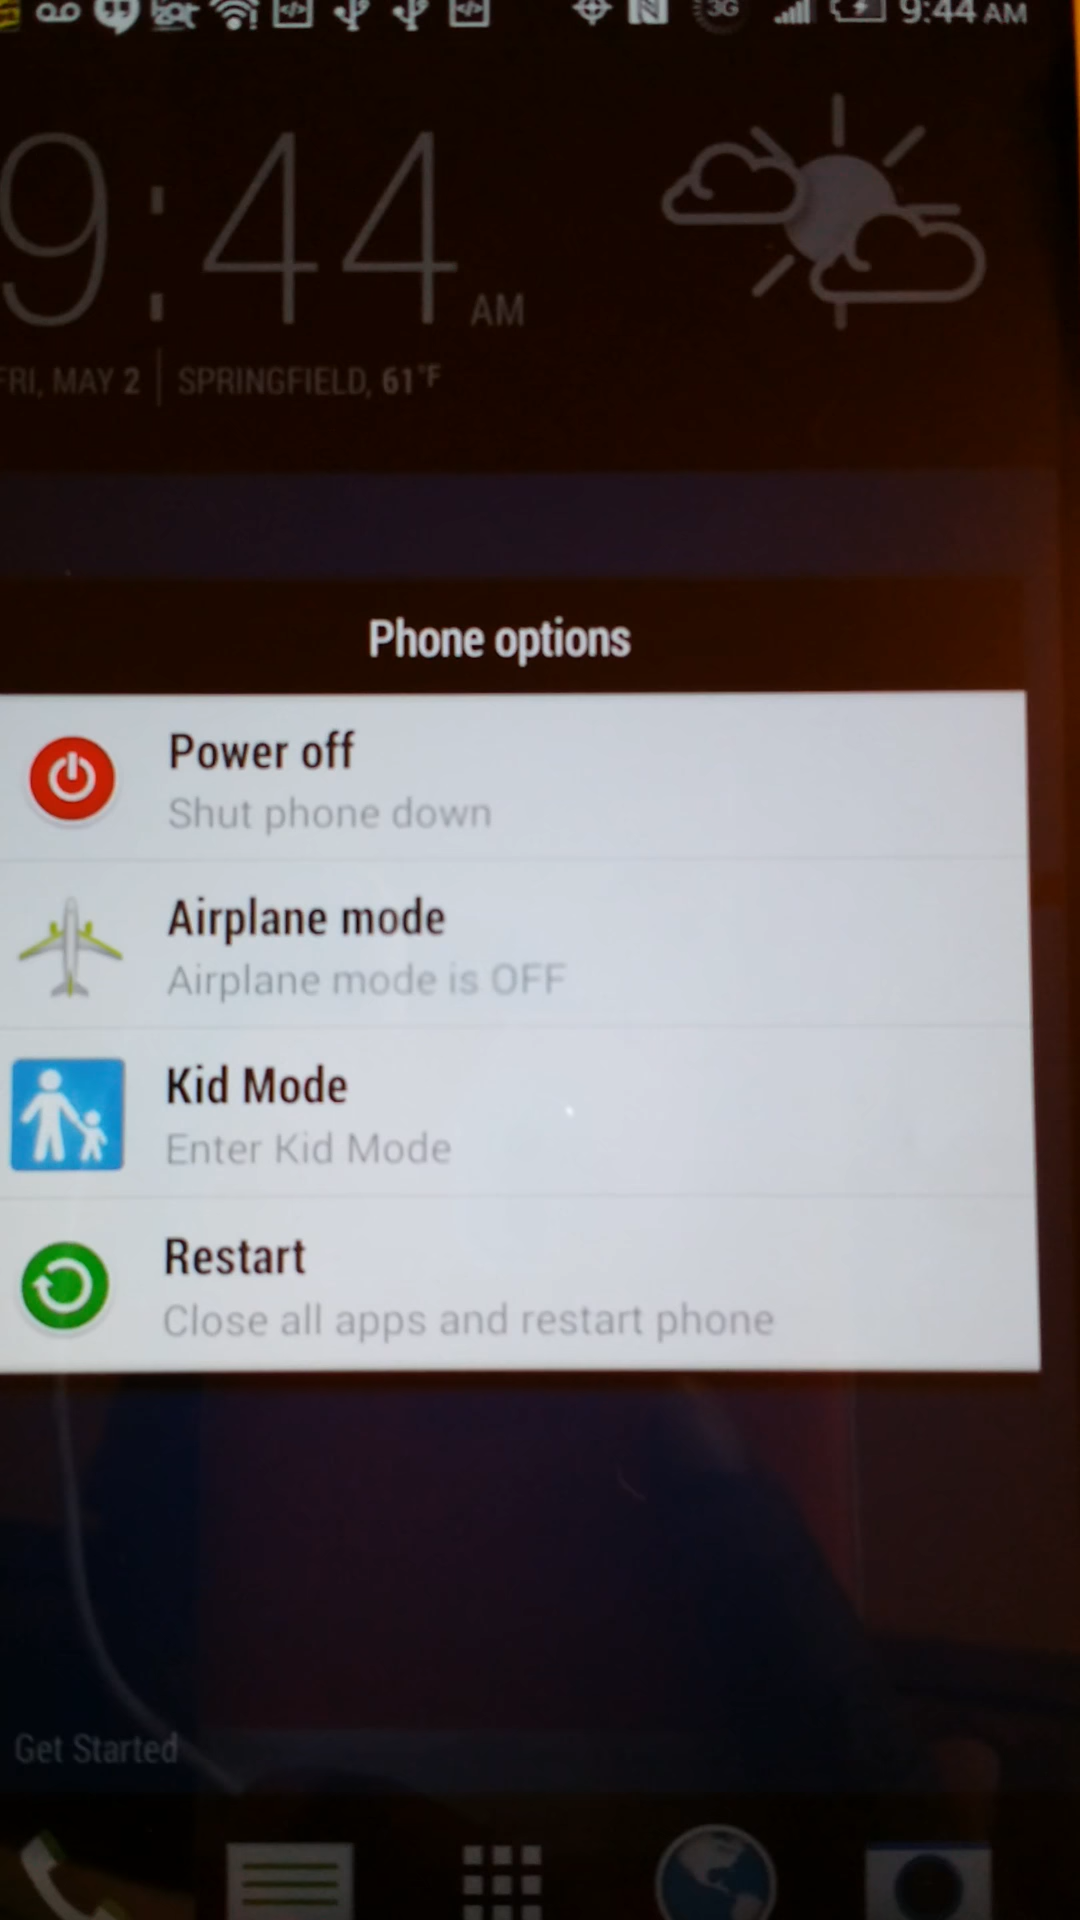 3G 9:44 AM
9:44 AM
FRI, MAY 2 | SPRINGFIELD, 61°F
Phone options
Power off
Shut phone down
Airplane mode
Airplane mode is OFF
Kid Mode
Enter Kid Mode
Restart
Close all apps and restart phone
Get Started